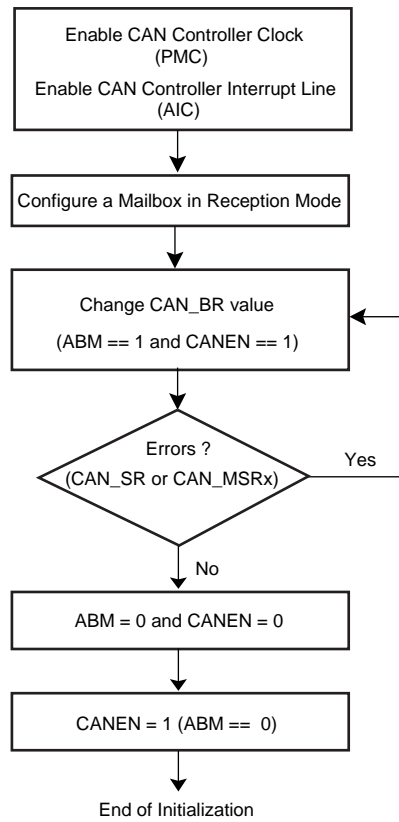 Enable CAN Controller Clock
(PMC)
Enable CAN Controller Interrupt Line
(AIC)
Configure a Mailbox in Reception Mode
Change CAN_BR value
(ABM == 1 and CANEN == 1)
Errors ?
(CAN_SR or CAN_MSRx)
Yes
No
ABM = 0 and CANEN = 0
CANEN = 1 (ABM == 0)
End of Initialization